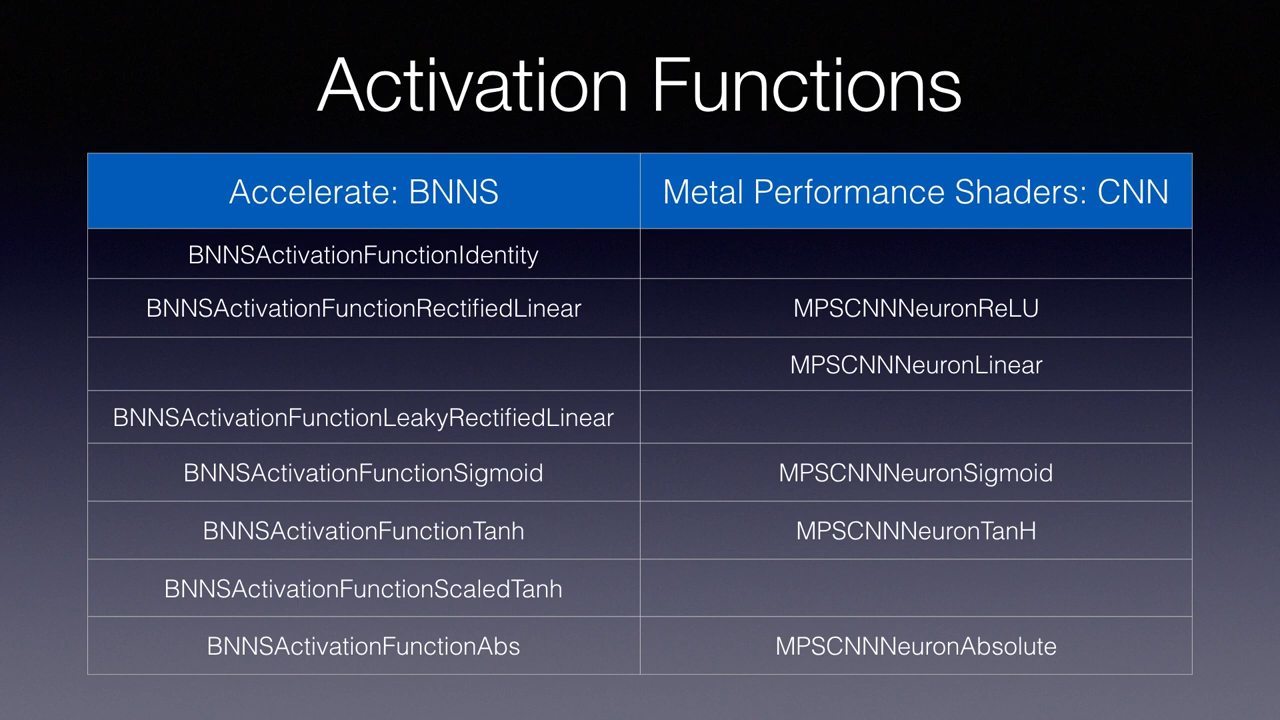 Activation Functions
Accelerate: BNNS
Metal Performance Shaders: CNN
BNNSActivationFunctionIdentity
BNNSActivationFunctionRectifiedLinear
MPSCNNNeuronReLU
MPSCNNNeuronLinear
BNNSActivationFunctionLeakyRectifiedLinear
BNNSActivationFunctionSigmoid
MPSCNNNeuronSigmoid
BNNSActivationFunctionTanh
MPSCNNNeuronTanH
BNNSActivationFunctionScaledTanh
BNNSActivationFunctionAbs
MPSCNNNeuronAbsolute